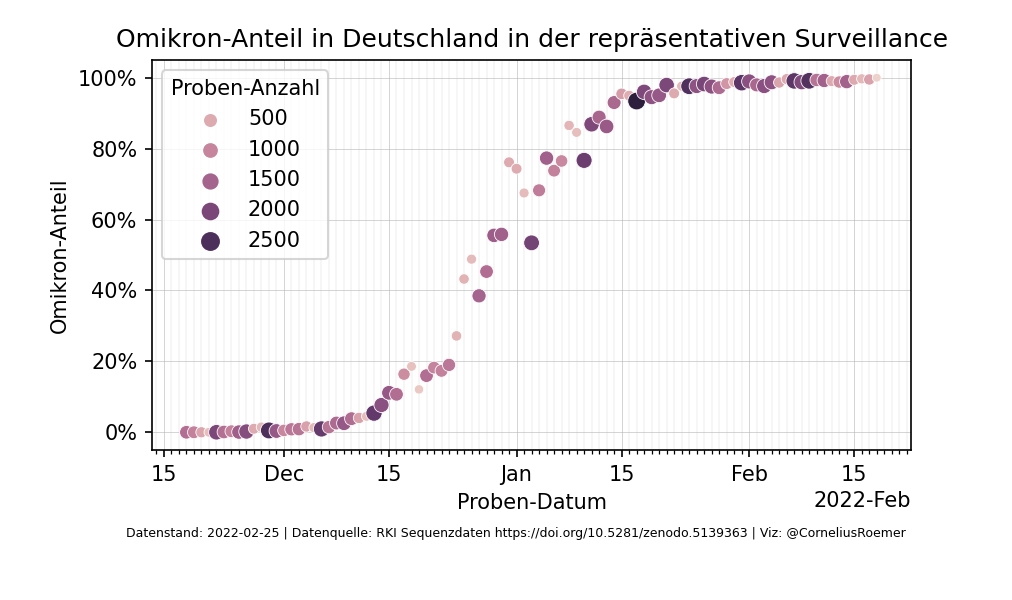 Omikron-Anteil in Deutschland in der repräsentativen Surveillance
100%
80%
60%
40%
20%
0%
Omikron-Anteil
Proben-Anzahl
500
1000
1500
2000
2500
15 Dec 15 Jan 15 Feb 15
Proben-Datum
2022-Feb
Datenstand: 2022-02-25 | Datenquelle: RKI Sequenzdaten https://doi.org/10.5281/zenodo.5139363 | Viz: @CorneliusRoemer